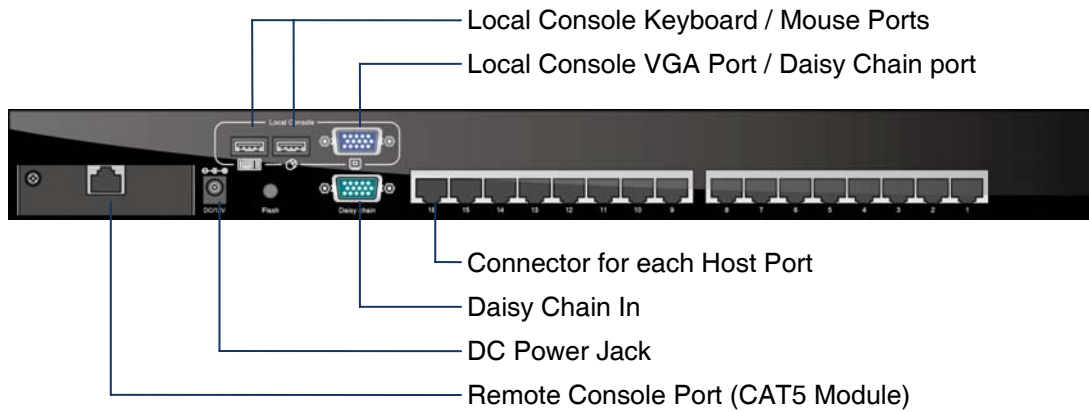 Local Console Keyboard / Mouse Ports
Local Console VGA Port / Daisy Chain port
Local Console
DC/12V
Flash
Daisy chain
16 15 14 13 12 11 10 9 8 7 6 5 4 3 2 1
Connector for each Host Port
Daisy Chain In
DC Power Jack
Remote Console Port (CAT5 Module)